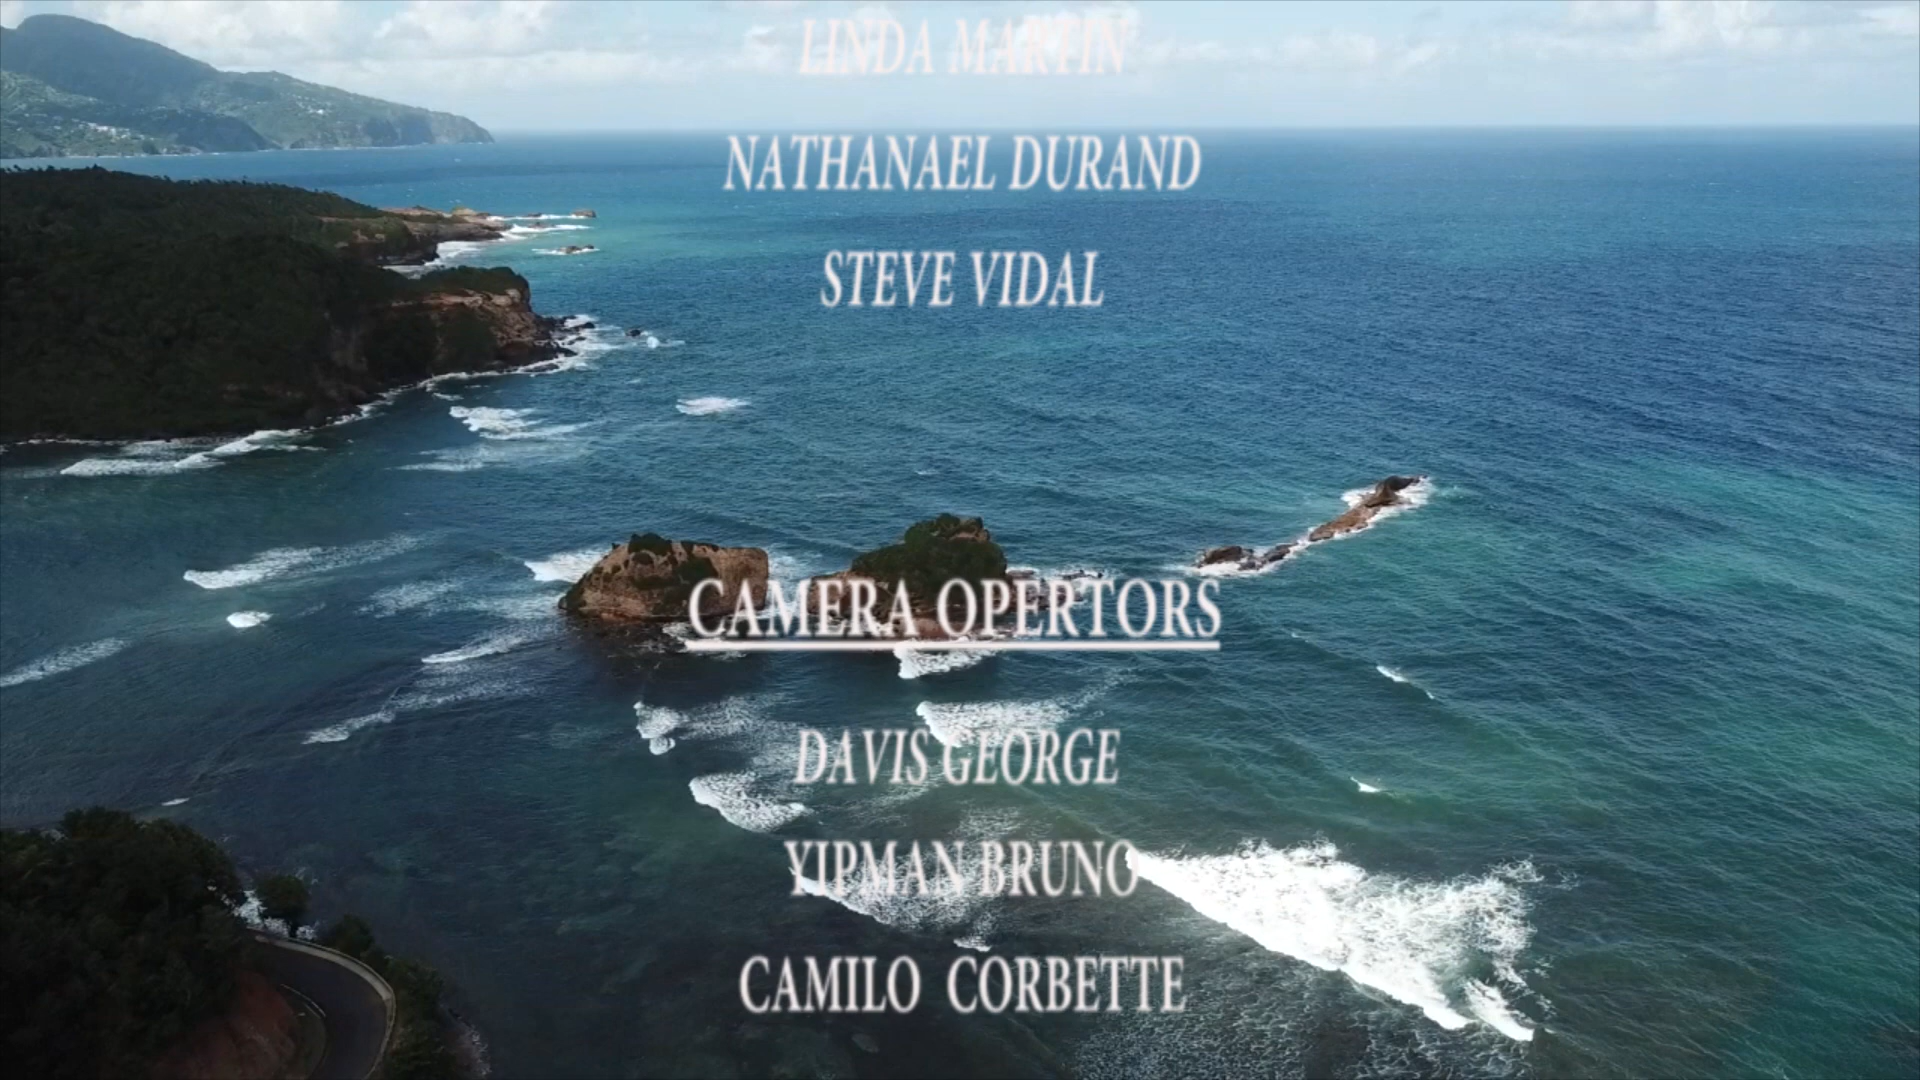 LINDA MARTIN
NATHANAEL DURAND
STEVE VIDAL
CAMERA OPERTORS
DAVIS GEORGE
YIPMAN BRUNO
CAMILO CORBETTE